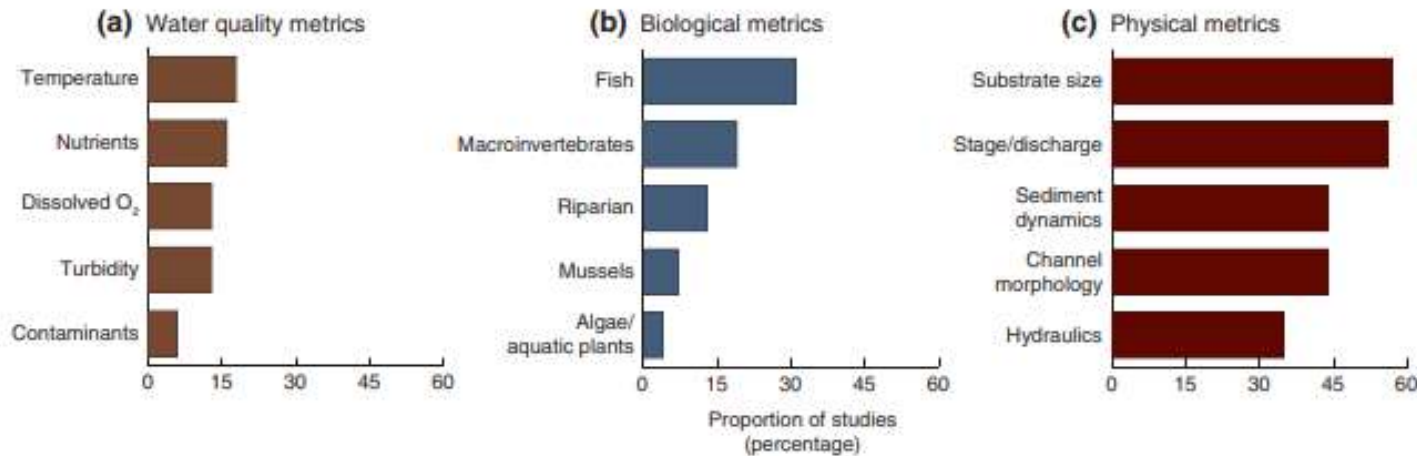 (a) Water quality metrics
Temperature
Nutrients
Dissolved O₂
Turbidity
Contaminants
0 15 30 45 60
(b) Biological metrics
Fish
Macroinvertebrates
Riparian
Mussels
Algae/
aquatic plants
0 15 30 45 60
Proportion of studies
(percentage)
(c) Physical metrics
Substrate size
Stage/discharge
Sediment
dynamics
Channel
morphology
Hydraulics
0 15 30 45 60